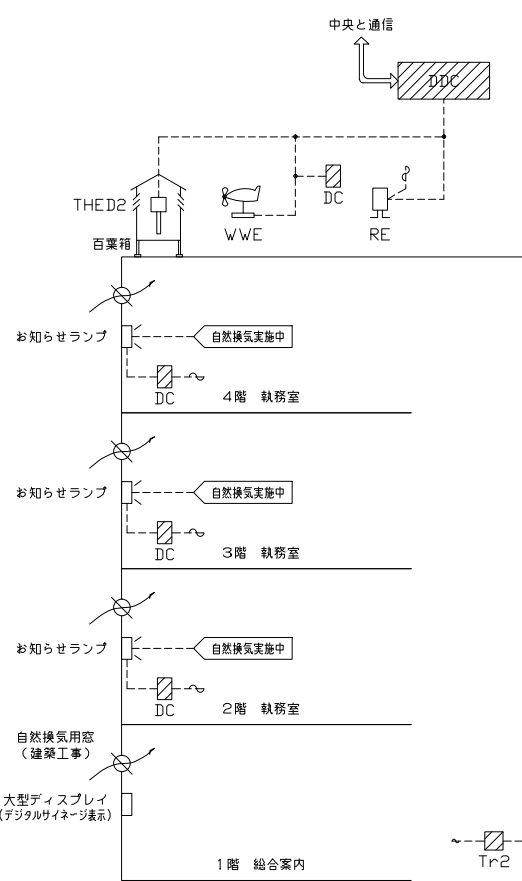 中央と通信
DDC
THED2
WWE
DC
RE
百葉箱
お知らせランプ
自然換気実施中
DC
4階 執務室
お知らせランプ
自然換気実施中
DC
3階 執務室
お知らせランプ
自然換気実施中
DC
2階 執務室
自然換気用窓
(建築工事)
大型ディスプレイ
(デジタルサイネージ表示)
1階 総合案内
Tr2